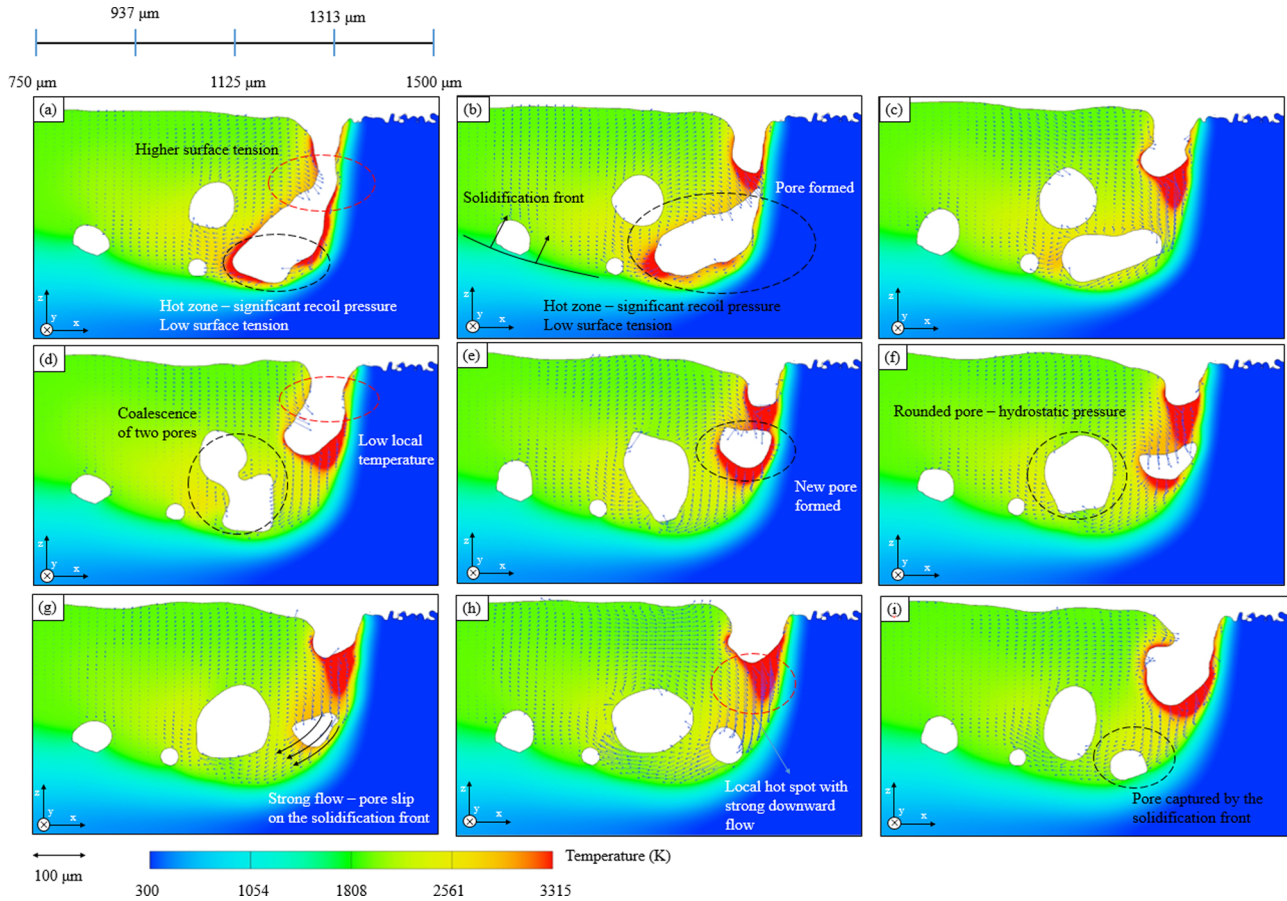 937 µm
1313 µm
750 µm
1125 µm
1500 µm
(a)
Higher surface tension
Hot zone – significant recoil pressure
Low surface tension
z
y
x
(b)
Pore formed
Solidification front
Hot zone – significant recoil pressure
Low surface tension
z
y
x
(c)
z
y
x
(d)
Coalescence
of two pores
Low local
temperature
z
y
x
(e)
New pore
formed
z
y
x
(f)
Rounded pore – hydrostatic pressure
z
y
x
(g)
Strong flow – pore slip
on the solidification front
z
y
x
(h)
Local hot spot with
strong downward
flow
z
y
x
(i)
Pore captured by the
solidification front
z
y
x
100 µm
Temperature (K)
300
1054
1808
2561
3315